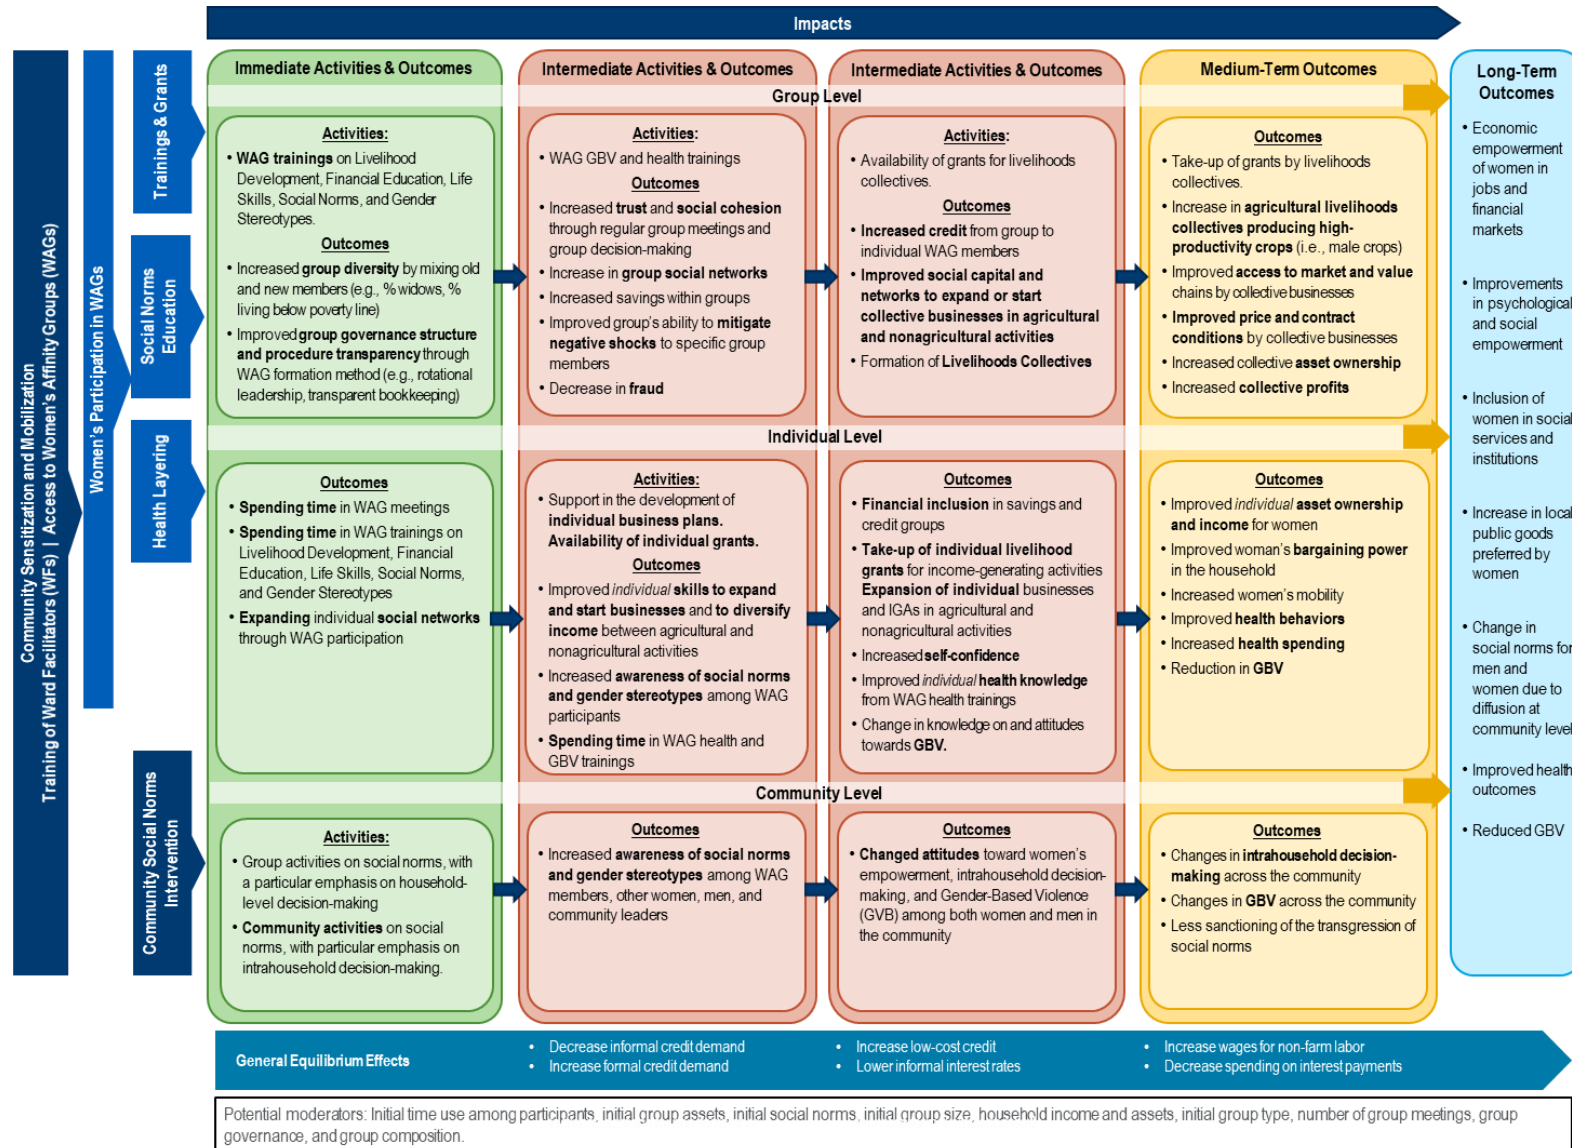 Impacts
Community Sensitization and Mobilization
Training of Ward Facilitators (WFs) | Access to Women's Affinity Groups (WAGs)
Women's Participation in WAGs
Trainings & Grants
Social Norms
Education
Health Layering
Community Social Norms
Intervention
Immediate Activities & Outcomes
Intermediate Activities & Outcomes
Intermediate Activities & Outcomes
Medium-Term Outcomes
Long-Term
Outcomes
Group Level
Activities:
• WAG trainings on Livelihood
Development, Financial Education, Life
Skills, Social Norms, and Gender
Stereotypes.
Outcomes
• Increased group diversity by mixing old
and new members (e.g., % widows, %
living below poverty line)
• Improved group governance structure
and procedure transparency through
WAG formation method (e.g., rotational
leadership, transparent bookkeeping)
Activities:
• WAG GBV and health trainings
Outcomes
• Increased trust and social cohesion
through regular group meetings and
group decision-making
• Increase in group social networks
• Increased savings within groups
• Improved group's ability to mitigate
negative shocks to specific group
members
• Decrease in fraud
Activities:
• Availability of grants for livelihoods
collectives.
Outcomes
• Increased credit from group to
individual WAG members
• Improved social capital and
networks to expand or start
collective businesses in agricultural
and nonagricultural activities
• Formation of Livelihoods Collectives
Outcomes
• Take-up of grants by livelihoods
collectives.
• Increase in agricultural livelihoods
collectives producing high-
productivity crops (i.e., male crops)
• Improved access to market and value
chains by collective businesses
• Improved price and contract
conditions by collective businesses
• Increased collective asset ownership
• Increased collective profits
Individual Level
Outcomes
• Spending time in WAG meetings
• Spending time in WAG trainings on
Livelihood Development, Financial
Education, Life Skills, Social Norms,
and Gender Stereotypes
• Expanding individual social networks
through WAG participation
Activities:
• Support in the development of
individual business plans.
Availability of individual grants.
Outcomes
• Improved individual skills to expand
and start businesses and to diversify
income between agricultural and
nonagricultural activities
• Increased awareness of social norms
and gender stereotypes among WAG
participants
• Spending time in WAG health and
GBV trainings
Outcomes
• Financial inclusion in savings and
credit groups
• Take-up of individual livelihood
grants for income-generating activities
Expansion of individual businesses
and IGAs in agricultural and
nonagricultural activities
• Increased self-confidence
• Improved individual health knowledge
from WAG health trainings
• Change in knowledge on and attitudes
towards GBV.
Outcomes
• Improved individual asset ownership
and income for women
• Improved woman's bargaining power
in the household
• Increased women's mobility
• Improved health behaviors
• Increased health spending
• Reduction in GBV
Community Level
Activities:
• Group activities on social norms, with
a particular emphasis on household-
level decision-making
• Community activities on social
norms, with particular emphasis on
intrahousehold decision-making.
Outcomes
• Increased awareness of social norms
and gender stereotypes among WAG
members, other women, men, and
community leaders
Outcomes
• Changed attitudes toward women's
empowerment, intrahousehold decision-
making, and Gender-Based Violence
(GVB) among both women and men in
the community
Outcomes
• Changes in intrahousehold decision-
making across the community
• Changes in GBV across the community
• Less sanctioning of the transgression of
social norms
• Economic
empowerment
of women in
jobs and
financial
markets
• Improvements
in psychological
and social
empowerment
• Inclusion of
women in social
services and
institutions
• Increase in local
public goods
preferred by
women
• Change in
social norms for
men and
women due to
diffusion at
community level
• Improved health
outcomes
• Reduced GBV
General Equilibrium Effects
• Decrease informal credit demand
• Increase formal credit demand
• Increase low-cost credit
• Lower informal interest rates
• Increase wages for non-farm labor
• Decrease spending on interest payments
Potential moderators: Initial time use among participants, initial group assets, initial social norms, initial group size, household income and assets, initial group type, number of group meetings, group
governance, and group composition.